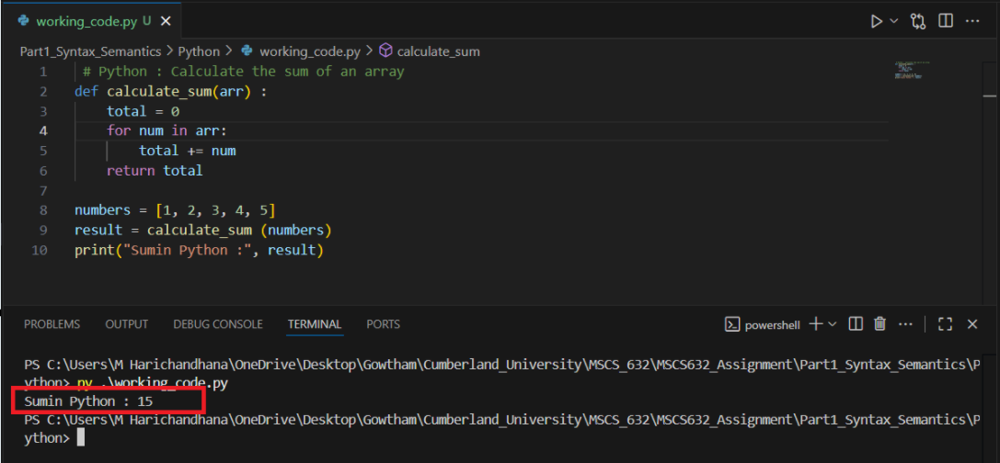 working_code.py U
Part1_Syntax_Semantics > Python > working_code.py > calculate_sum
1 # Python : Calculate the sum of an array
2 def calculate_sum(arr) :
3 total = 0
4 for num in arr:
5 total += num
6 return total
7
8 numbers = [1, 2, 3, 4, 5]
9 result = calculate_sum (numbers)
10 print("Sumin Python :", result)
PROBLEMS OUTPUT DEBUG CONSOLE TERMINAL PORTS powershell
PS C:\Users\M Harichandhana\OneDrive\Desktop\Gowtham\Cumberland_University\MSCS_632\MSCS632_Assignment\Part1_Syntax_Semantics\P
ython> py .\working_code.py
Sumin Python : 15
PS C:\Users\M Harichandhana\OneDrive\Desktop\Gowtham\Cumberland_University\MSCS_632\MSCS632_Assignment\Part1_Syntax_Semantics\P
ython>